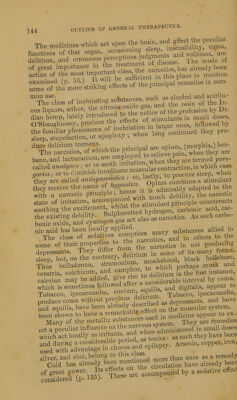 144 OUTLINE OF GENERAL THERAPEUTICS.
The medicines which act upon the brain, and affect the peculiar
functions of that organ, occasioning sleep, insensibility, ogma,
delirium, and erroneous perceptions judgments and volitions, are
of great importance in the treatment of disease. The mode of
action of the most important class, the narcotics, has already been
examined (p. 53.) It will be sufficient in this place to mention
some of the more striking effects of the principal remedies in com-
mon use.
The class of inebriating substances, such as alcohol and spiritu-
ous liquors, æther, the nitrous oxide gas, and the resin of the In-
dian hemp, lately introduced to the notice of the profession by Dr.
O'Shaughnessy, produce the effects of stimulants in small doses,
the familiar phenomena of inebriation in larger ones, followed by
sleep, stupefaction, or apoplexy; when long continued they pro-
duce delirium tremens.
The narcotics, of which the principal are opium, (morphia,) hen-
bane, and lactucarium, are employed to relieve pain, when they are
called anodynes; or to sooth irritation, when they are termed pare-
gorics; or to diminish inordinate muscular contractions, in which case
they are called antispasmodics; or, lastly, to procure sleep, when
they receive the name of hypnotics. Opium combines a stimulant
with a narcotic principle; hence it is admirably adapted to the
state of irritation, accompanied with much debility, the narcotic
soothing the excitement, whilst the stimulant principle counteracts
the existing debility. Sulphuretted hydrogen, carbonic acid, car-
bonic oxide, and cyanogen gas act also as narcotics. As such carbo-
nic acid has been locally applied.
The class of sedatives comprises many substances allied in
some of their properties to the narcotics, and in others to the
depressants. They differ from the narcotics in not producing
sleep, but, on the contrary, delirium in some of its many forms.
Thus belladonna, stramonium, monkshood, black hellebore,
veratria, colchicum, and camphor, to which perhaps musk and
valerian may be added, give rise to delirium in the first instance,
which is sometimes followed after a considerable interval by coma.
Tobacco, ipecacuanha, conium, squills, and digitalis, appear to
produce coma without previous delirium. Tobacco, ipecacuanha,
and squills, have been already described as depressants, and have
been shown to have a remarkable effect on the muscular system.
Many of the metallic substances used in medicine appear to ex-
ert a peculiar influence on the nervous system. They are remedies
which act locally as irritants, and when administered in small doses
and during a considerable period, as tonics: as such they have been
used with advantage in chorea and epilepsy. Arsenic, copper, iron,
silver, and zinc, belong to this class.
Cold has already been mentioned more than once as a remedy
of great power. Its effects on the circulation have already been
considered (p. 125). These are accompanied by a sedative effect